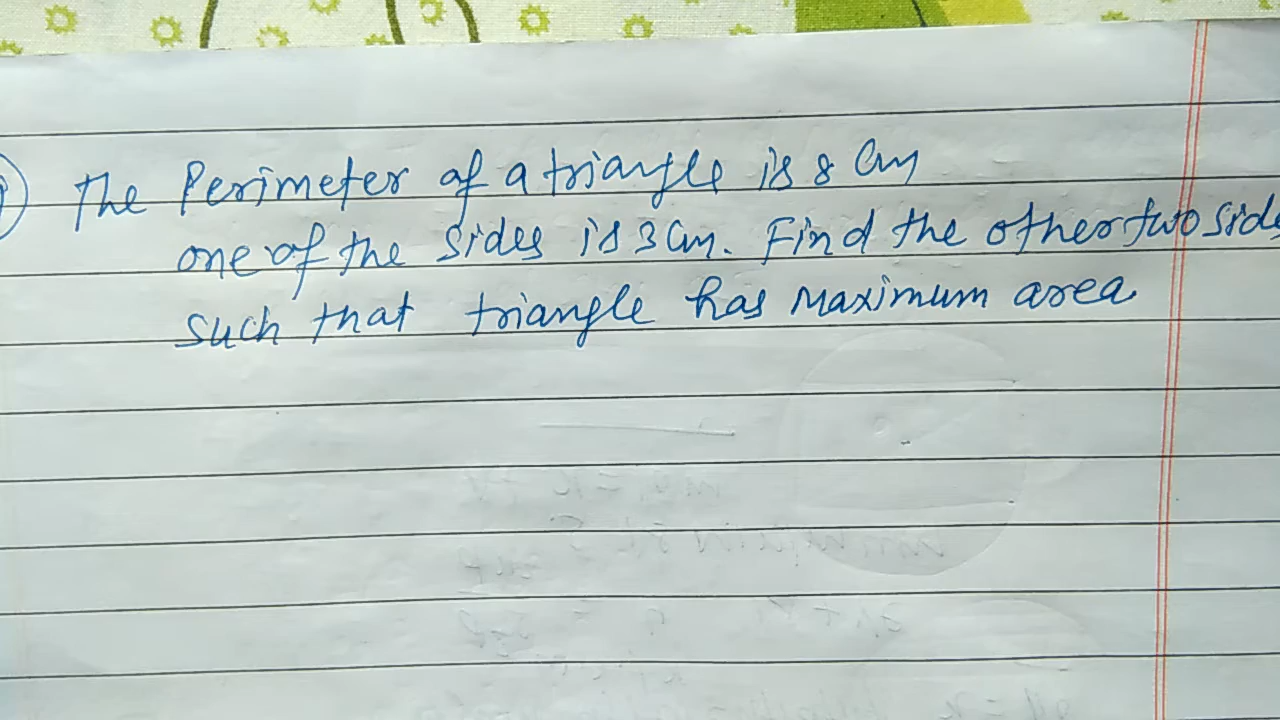 The Perimeter of a triangle is 8 cm
one of the sides is 3 cm. Find the other two side
such that triangle has Maximum area